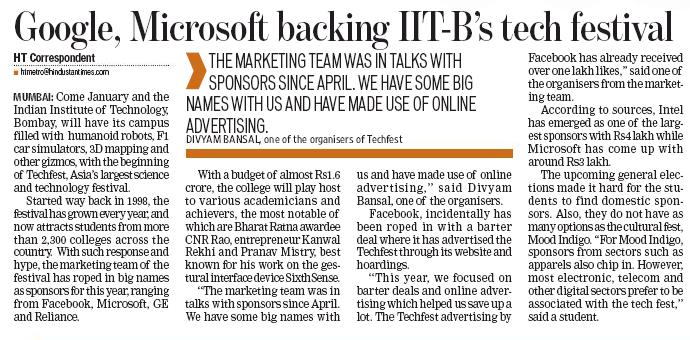 Google, Microsoft backing IIT-B's tech festival
HT Correspondent
htmetro@hindustantimes.com
MUMBAI: Come January and the
Indian Institute of Technology,
Bombay, will have its campus
filled with humanoid robots, F1
car simulators, 3D mapping and
other gizmos, with the beginning
of Techfest, Asia's largest science
and technology festival.
Started way back in 1998, the
festival has grown every year, and
now attracts students from more
than 2,300 colleges across the
country. With such response and
hype, the marketing team of the
festival has roped in big names
as sponsors for this year, ranging
from Facebook, Microsoft, GE
and Reliance.
THE MARKETING TEAM WAS IN TALKS WITH
SPONSORS SINCE APRIL. WE HAVE SOME BIG
NAMES WITH US AND HAVE MADE USE OF ONLINE
ADVERTISING.
DIVYAM BANSAL, one of the organisers of Techfest
With a budget of almost Rs1.6
crore, the college will play host
to various academicians and
achievers, the most notable of
which are Bharat Ratna awardee
CNR Rao, entrepreneur Kanwal
Rekhi and Pranav Mistry, best
known for his work on the ges-
tural interface device SixthSense.
"The marketing team was in
talks with sponsors since April.
We have some big names with
us and have made use of online
advertising," said Divyam
Bansal, one of the organisers.
Facebook, incidentally has
been roped in with a barter
deal where it has advertised the
Techfest through its website and
hoardings.
"This year, we focused on
barter deals and online adver-
tising which helped us save up a
lot. The Techfest advertising by
Facebook has already received
over one lakh likes," said one of
the organisers from the market-
ing team.
According to sources, Intel
has emerged as one of the larg-
est sponsors with Rs4 lakh while
Microsoft has come up with
around Rs3 lakh.
The upcoming general elec-
tions made it hard for the stu-
dents to find domestic spon-
sors. Also, they do not have as
many options as the cultural fest,
Mood Indigo. "For Mood Indigo,
sponsors from sectors such as
apparels also chip in. However,
most electronic, telecom and
other digital sectors prefer to be
associated with the tech fest,"
said a student.